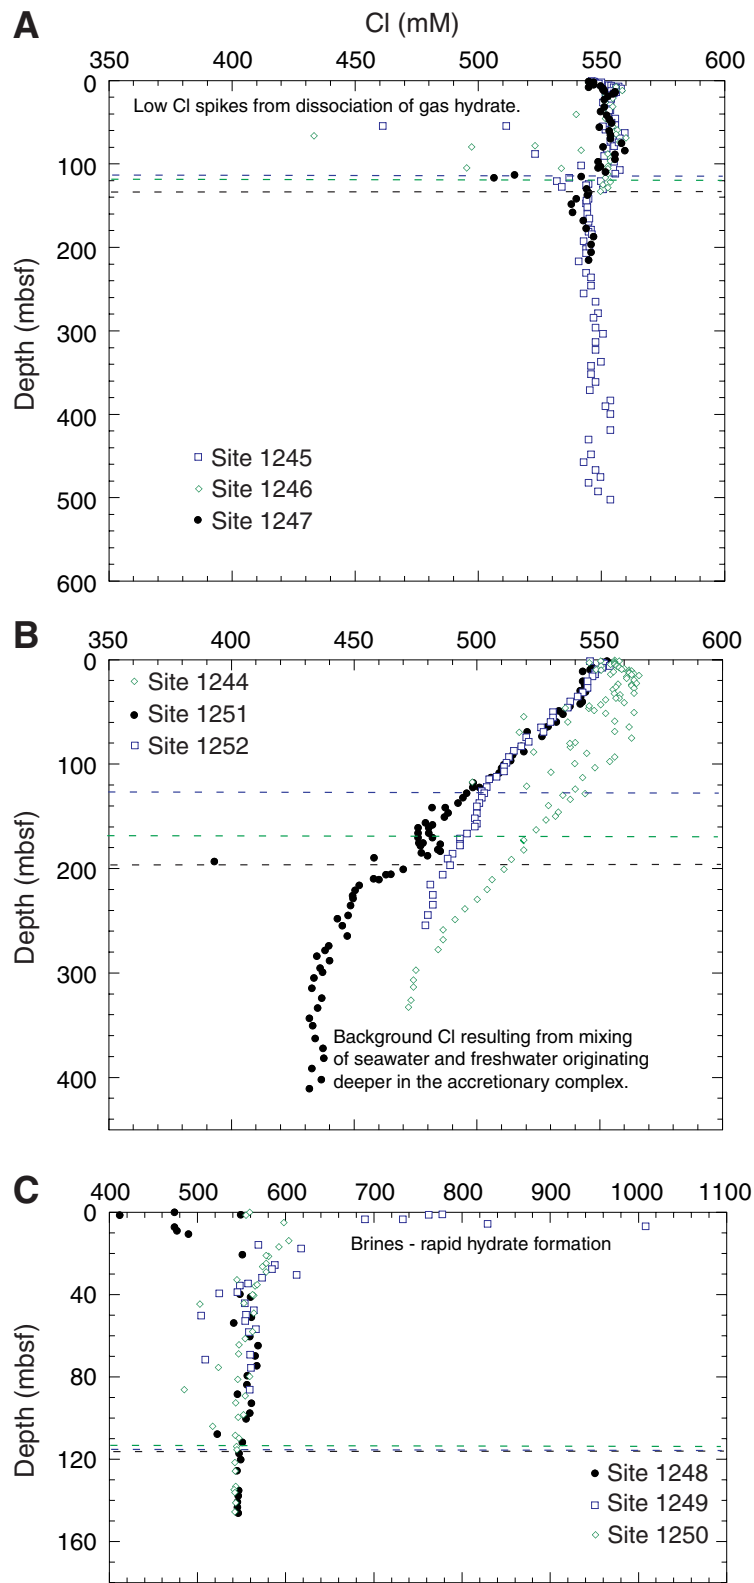 A
Cl (mM)
350 400 450 500 550 600
0
Low Cl spikes from dissociation of gas hydrate.
100
200
300
400
500
600
Depth (mbsf)
Site 1245
Site 1246
Site 1247
B
350 400 450 500 550 600
0
Site 1244
Site 1251
Site 1252
100
200
300
400
Depth (mbsf)
Background Cl resulting from mixing
of seawater and freshwater originating
deeper in the accretionary complex.
C
400 500 600 700 800 900 1000 1100
0
Brines - rapid hydrate formation
40
80
120
160
Depth (mbsf)
Site 1248
Site 1249
Site 1250